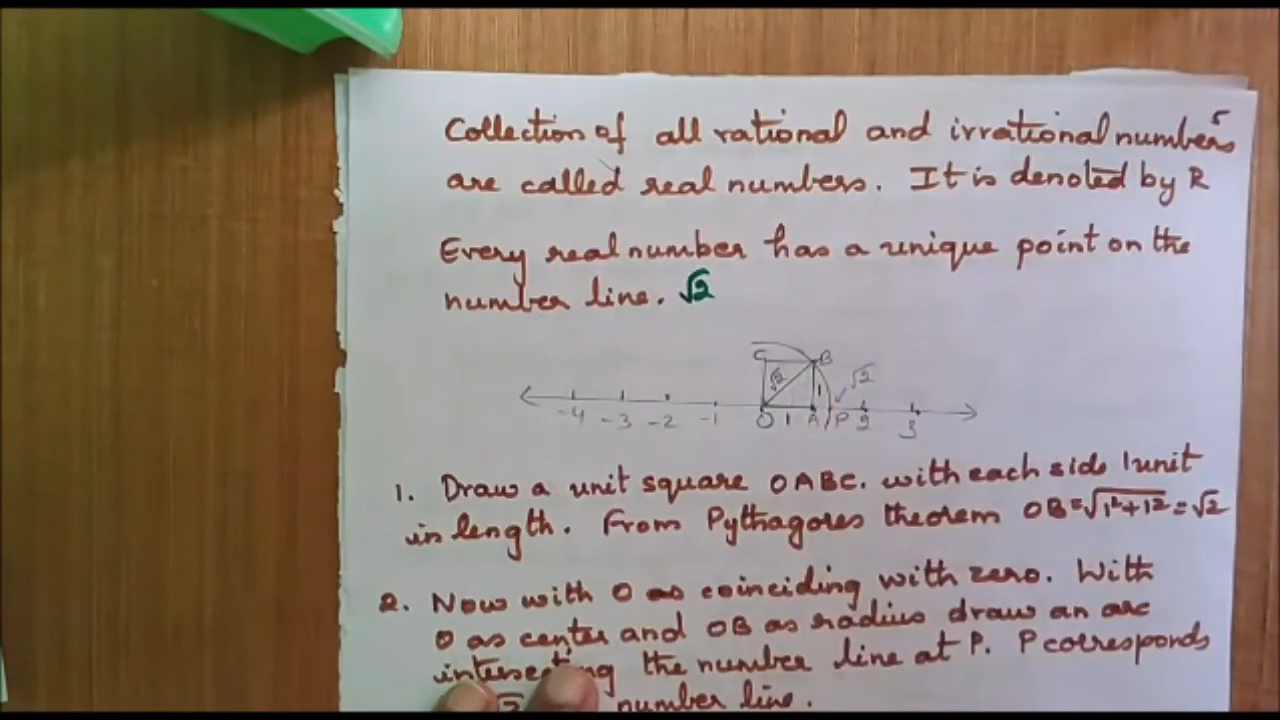 Collection of all rational and irrational numbers
are called real numbers. It is denoted by R
Every real number has a unique point on the
number line. √2
C B
√2 1 √2
-4 -3 -2 -1 O 1 A P 2 3
1. Draw a unit square OABC. with each side 1unit
in length. From Pythagores theorem OB=√1²+1² = √2
2. Now with O as coinciding with zero. With
O as center and OB as radius draw an arc
intersecting the number line at P. P corresponds
√2 number line.